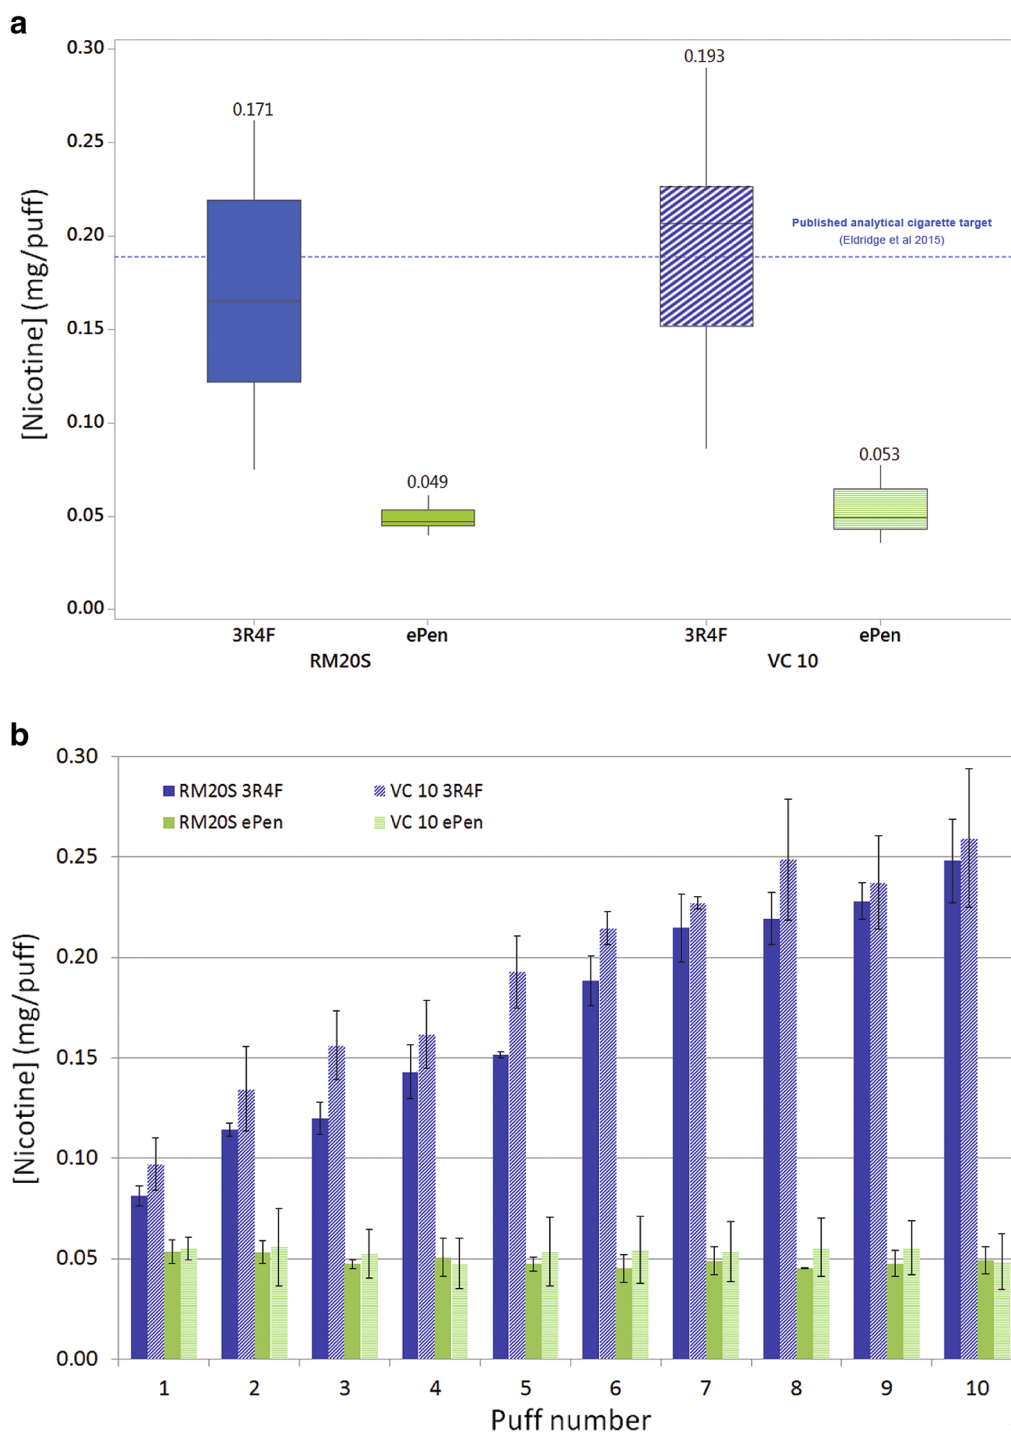 a
0.30
0.25
0.20
0.15
0.10
0.05
0.00
[Nicotine] (mg/puff)
0.171
0.049
0.193
0.053
Published analytical cigarette target
(Eldridge et al 2015)
3R4F ePen 3R4F ePen
RM20S VC 10
b
0.30
0.25
0.20
0.15
0.10
0.05
0.00
[Nicotine] (mg/puff)
RM20S 3R4F VC 10 3R4F
RM20S ePen VC 10 ePen
1 2 3 4 5 6 7 8 9 10
Puff number